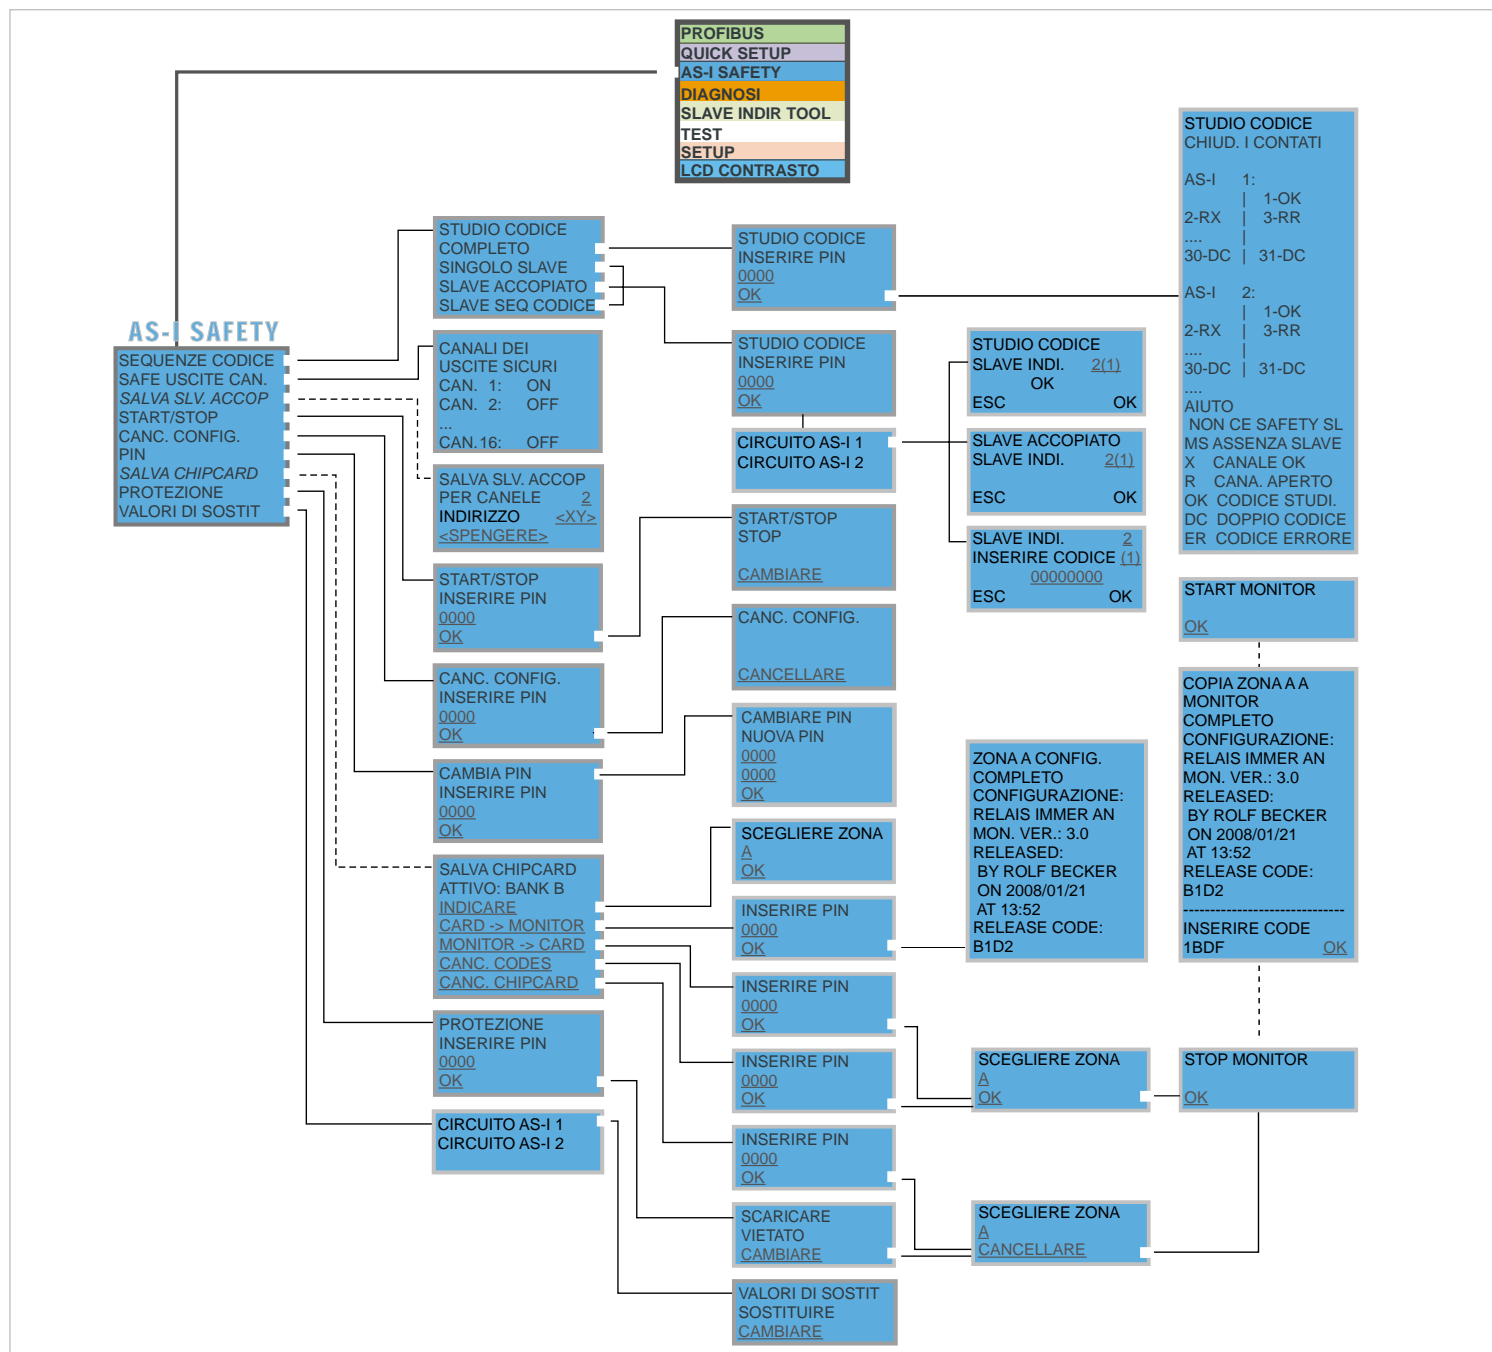 PROFIBUS
QUICK SETUP
AS-I SAFETY
DIAGNOSI
SLAVE INDIR TOOL
TEST
SETUP
LCD CONTRASTO
AS-I SAFETY
SEQUENZE CODICE
SAFE USCITE CAN.
SALVA SLV. ACCOP
START/STOP
CANC. CONFIG.
PIN
SALVA CHIPCARD
PROTEZIONE
VALORI DI SOSTIT
STUDIO CODICE
COMPLETO
SINGOLO SLAVE
SLAVE ACCOPIATO
SLAVE SEQ CODICE
CANALI DEI
USCITE SICURI
CAN. 1: ON
CAN. 2: OFF
...
CAN.16: OFF
SALVA SLV. ACCOP
PER CANELE 2
INDIRIZZO <XY>
<SPENGERE>
START/STOP
INSERIRE PIN
0000
OK
CANC. CONFIG.
INSERIRE PIN
0000
OK
CAMBIA PIN
INSERIRE PIN
0000
OK
SALVA CHIPCARD
ATTIVO: BANK B
INDICARE
CARD -> MONITOR
MONITOR -> CARD
CANC. CODES
CANC. CHIPCARD
PROTEZIONE
INSERIRE PIN
0000
OK
CIRCUITO AS-I 1
CIRCUITO AS-I 2
STUDIO CODICE
INSERIRE PIN
0000
OK
STUDIO CODICE
INSERIRE PIN
0000
OK
CIRCUITO AS-I 1
CIRCUITO AS-I 2
START/STOP
STOP
CAMBIARE
CANC. CONFIG.
CANCELLARE
CAMBIARE PIN
NUOVA PIN
0000
0000
OK
SCEGLIERE ZONA
A
OK
INSERIRE PIN
0000
OK
INSERIRE PIN
0000
OK
INSERIRE PIN
0000
OK
INSERIRE PIN
0000
OK
SCARICARE
VIETATO
CAMBIARE
VALORI DI SOSTIT
SOSTITUIRE
CAMBIARE
STUDIO CODICE
SLAVE INDI. 2(1)
OK
ESC OK
SLAVE ACCOPIATO
SLAVE INDI. 2(1)
ESC OK
SLAVE INDI. 2
INSERIRE CODICE (1)
00000000
ESC OK
ZONA A CONFIG.
COMPLETO
CONFIGURAZIONE:
RELAIS IMMER AN
MON. VER.: 3.0
RELEASED:
BY ROLF BECKER
ON 2008/01/21
AT 13:52
RELEASE CODE:
B1D2
SCEGLIERE ZONA
A
OK
SCEGLIERE ZONA
A
CANCELLARE
STUDIO CODICE
CHIUD. I CONTATI
AS-I 1:
| 1-OK
2-RX | 3-RR
.... |
30-DC | 31-DC
AS-I 2:
| 1-OK
2-RX | 3-RR
.... |
30-DC | 31-DC
....
AIUTO
NON CE SAFETY SL
MS ASSENZA SLAVE
X CANALE OK
R CANA. APERTO
OK CODICE STUDI.
DC DOPPIO CODICE
ER CODICE ERRORE
START MONITOR
OK
COPIA ZONA A A
MONITOR
COMPLETO
CONFIGURAZIONE:
RELAIS IMMER AN
MON. VER.: 3.0
RELEASED:
BY ROLF BECKER
ON 2008/01/21
AT 13:52
RELEASE CODE:
B1D2
------------------------------
INSERIRE CODE
1BDF OK
STOP MONITOR
OK